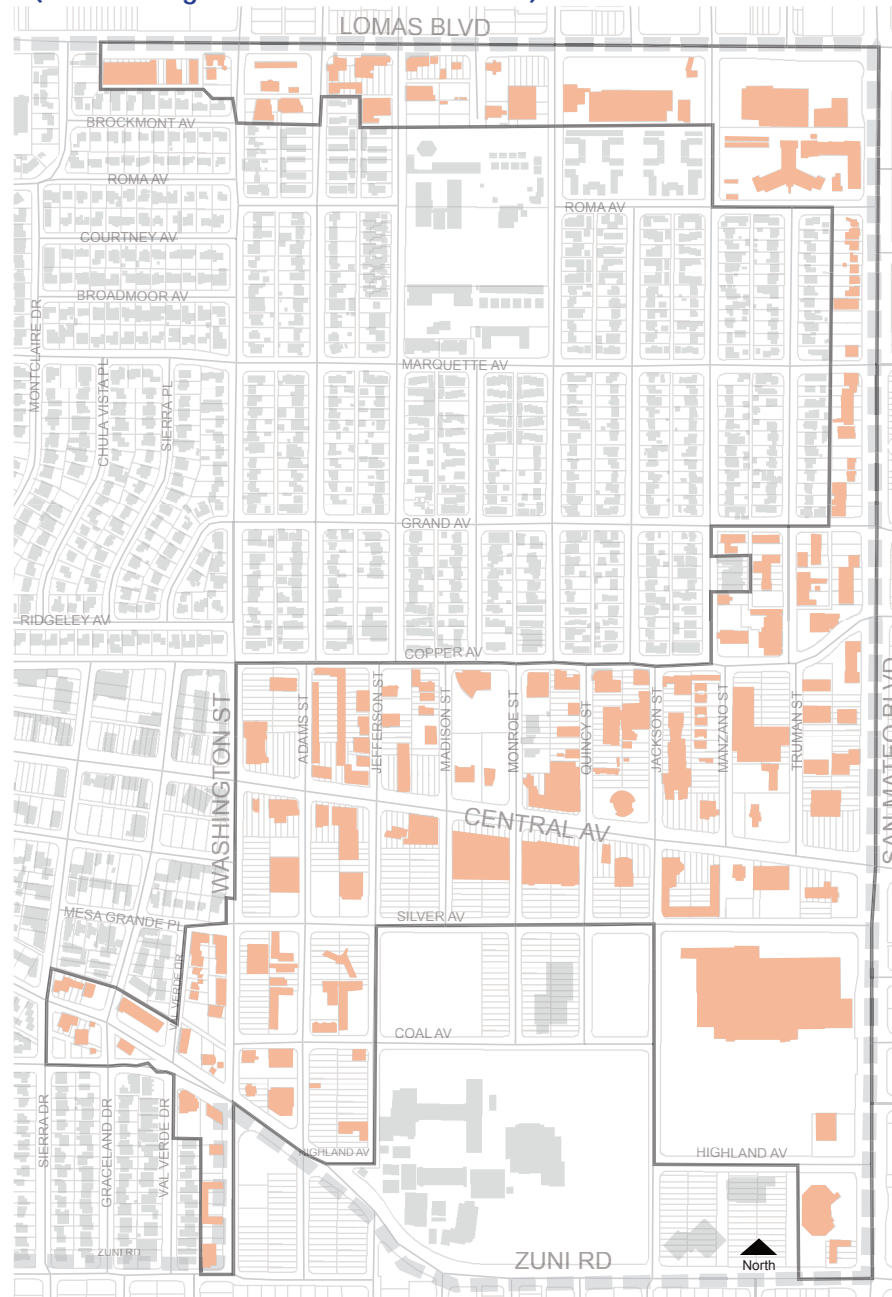 LOMAS BLVD
BROCKMONT AV
ROMA AV
ROMA AV
COURTNEY AV
BROADMOOR AV
MONTCLAIRE DR
CHULA VISTA PL
SIERRA PL
MARQUETTE AV
GRAND AV
RIDGELEY AV
COPPER AV
WASHINGTON ST
ADAMS ST
JEFFERSON ST
MADISON ST
MONROE ST
QUINCY ST
JACKSON ST
MANZANO ST
TRUMAN ST
SAN MATEO BLVD
CENTRAL AV
MESA GRANDE PL
SILVER AV
VAL VERDE DR
COAL AV
SIERRA DR
GRACELAND DR
VAL VERDE DR
HIGHLAND AV
HIGHLAND AV
ZUNI RD
ZUNI RD
North